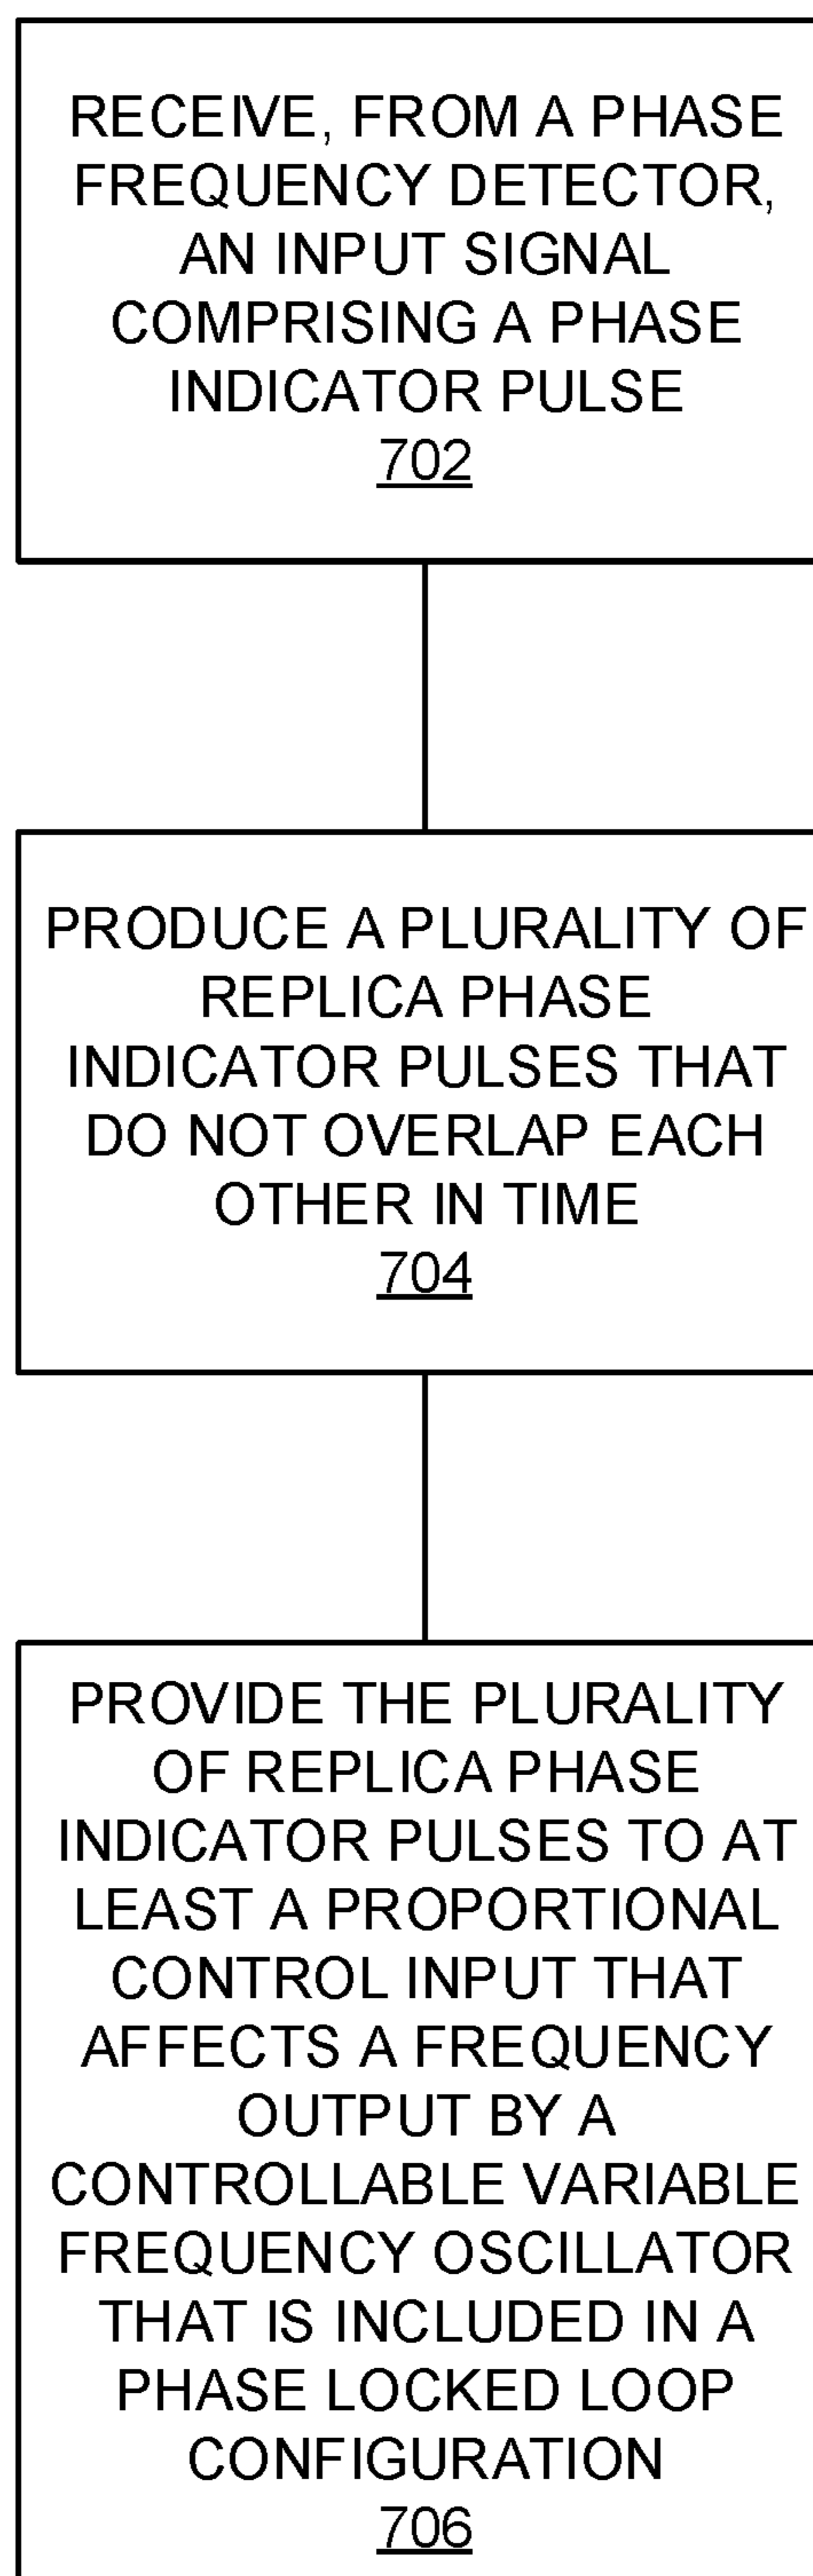 RECEIVE, FROM A PHASE
FREQUENCY DETECTOR,
AN INPUT SIGNAL
COMPRISING A PHASE
INDICATOR PULSE
702
PRODUCE A PLURALITY OF
REPLICA PHASE
INDICATOR PULSES THAT
DO NOT OVERLAP EACH
OTHER IN TIME
704
PROVIDE THE PLURALITY
OF REPLICA PHASE
INDICATOR PULSES TO AT
LEAST A PROPORTIONAL
CONTROL INPUT THAT
AFFECTS A FREQUENCY
OUTPUT BY A
CONTROLLABLE VARIABLE
FREQUENCY OSCILLATOR
THAT IS INCLUDED IN A
PHASE LOCKED LOOP
CONFIGURATION
706